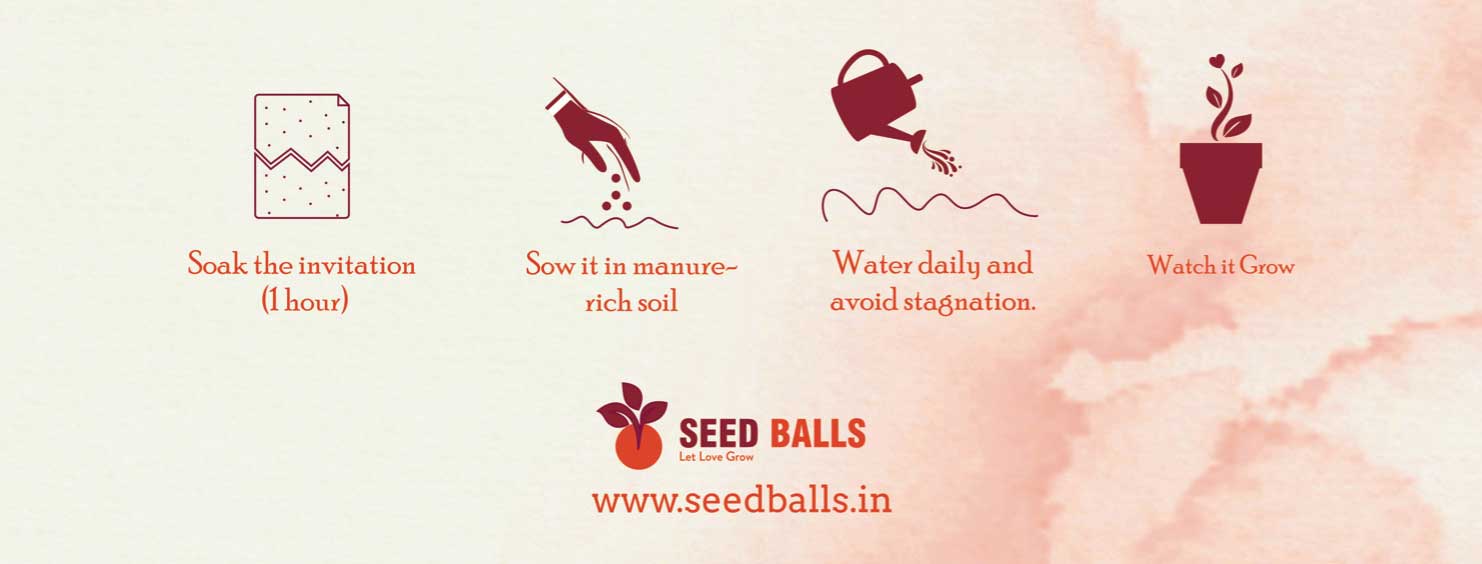 Soak the invitation
(1 hour)
Sow it in manure-
rich soil
Water daily and
avoid stagnation.
Watch it Grow
SEED BALLS
Let Love Grow
www.seedballs.in